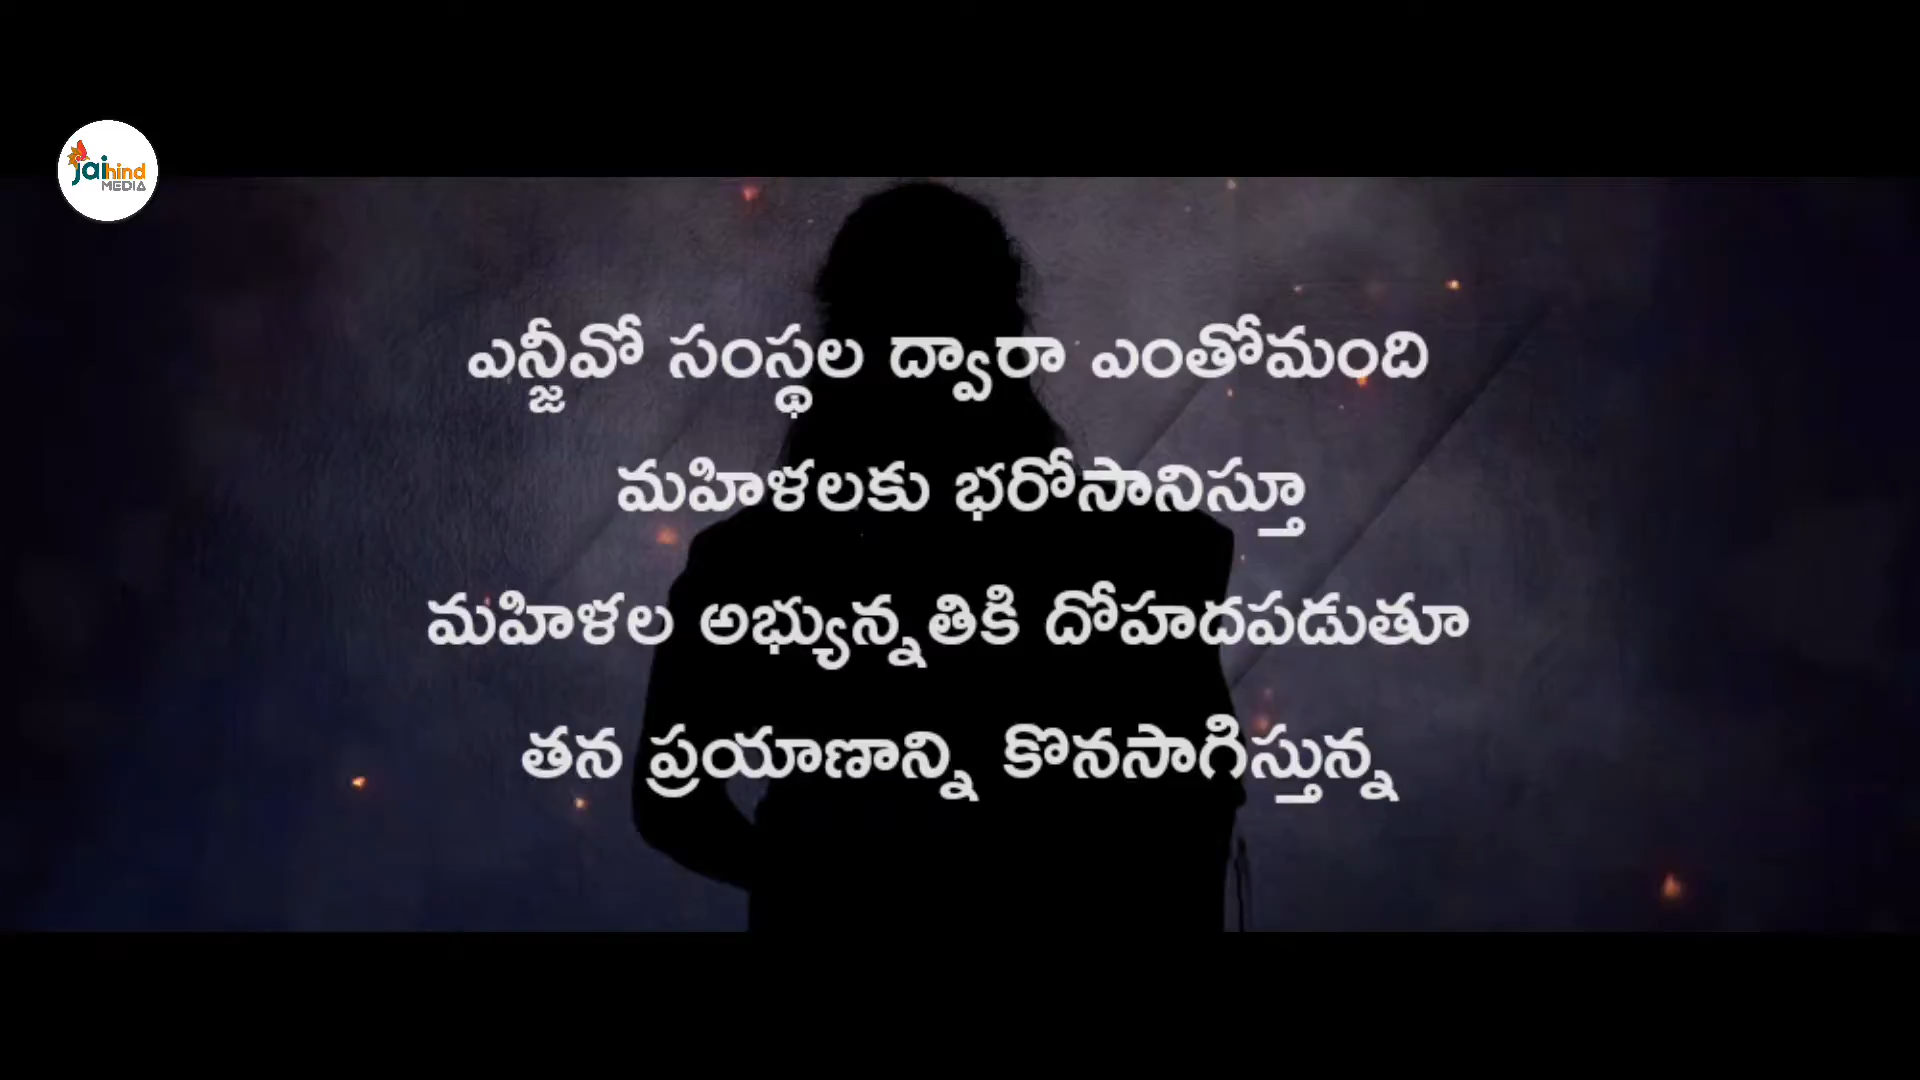 jaihind
MEDIA
ఎన్జీవో సంస్థల ద్వారా ఎంతోమంది
మహిళలకు భరోసానిస్తూ
మహిళల అభ్యున్నతికి దోహదపడుతూ
తన ప్రయాణాన్ని కొనసాగిస్తున్న